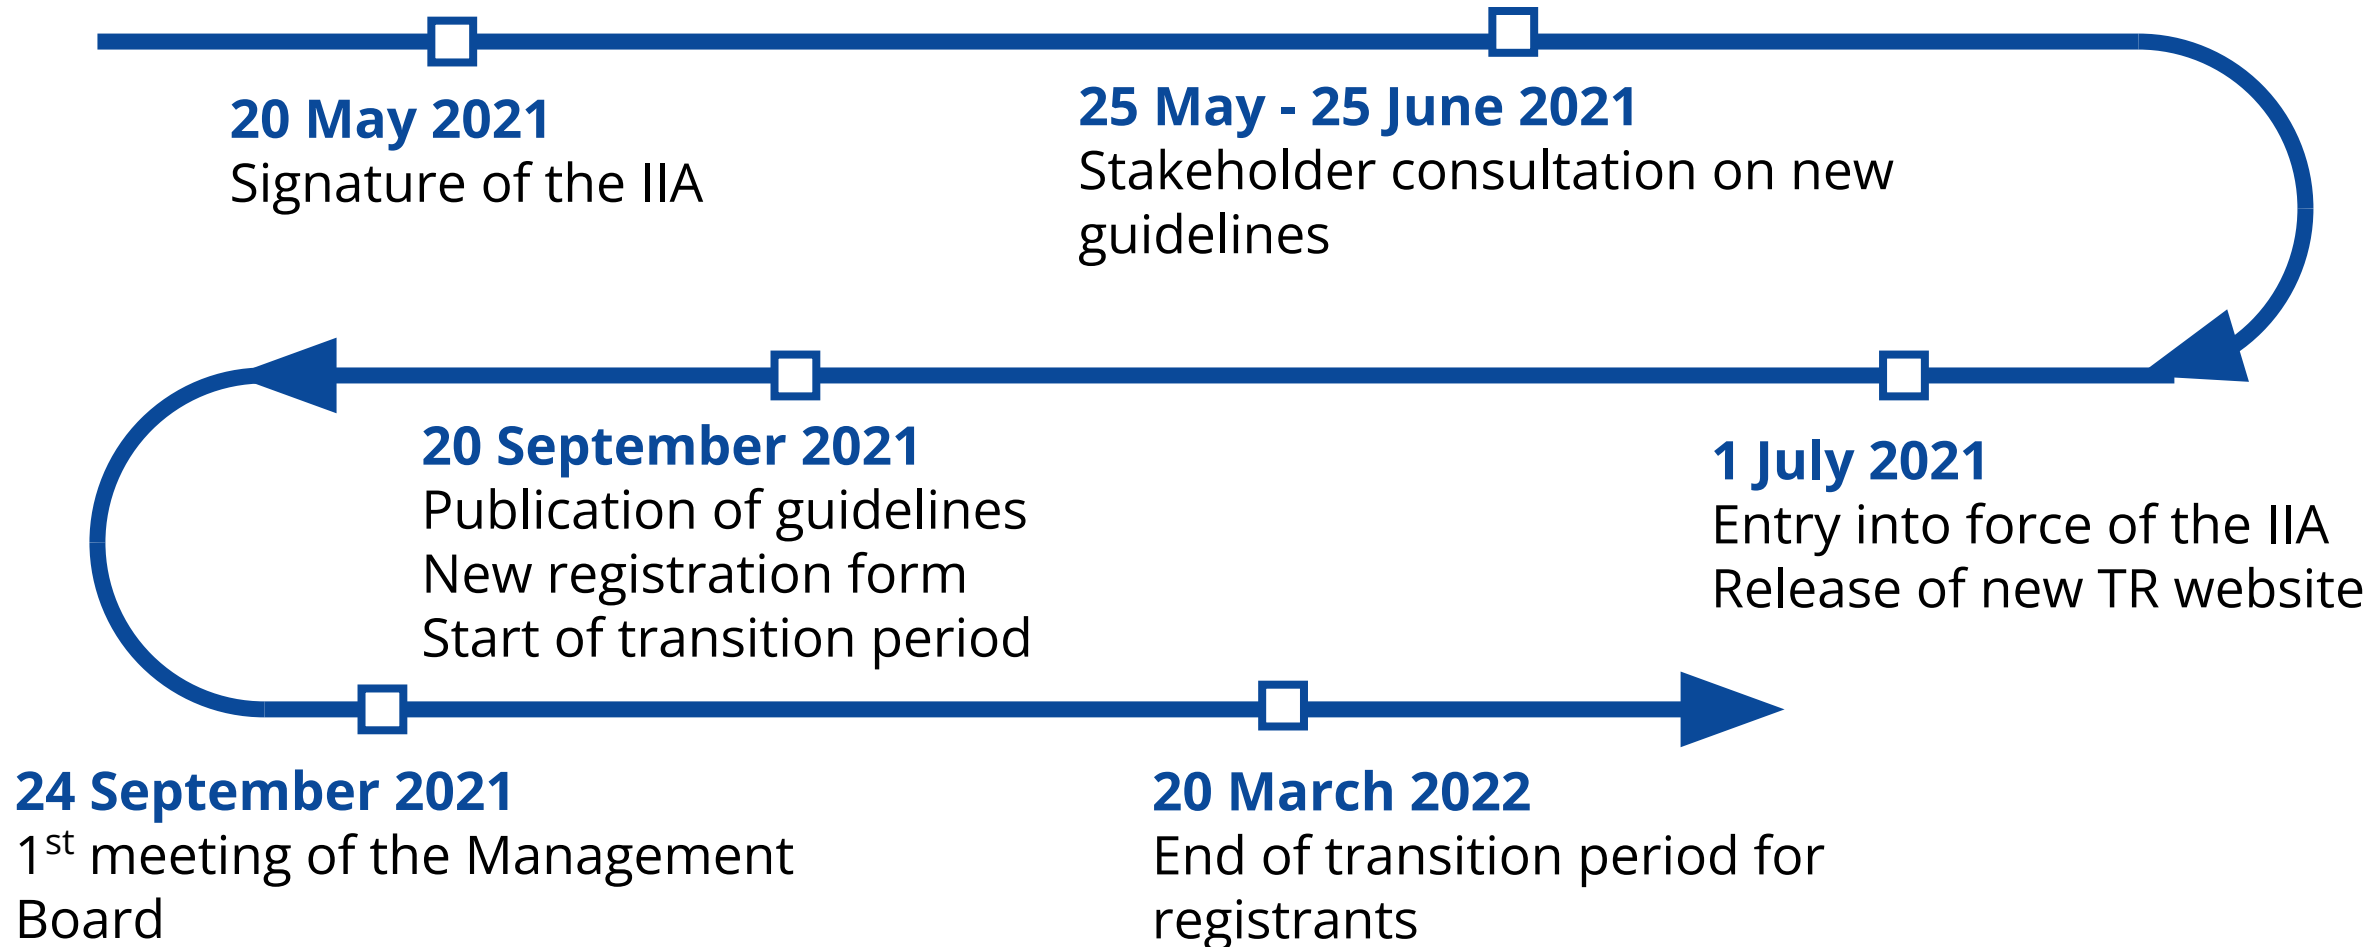 20 May 2021
Signature of the IIA
25 May - 25 June 2021
Stakeholder consultation on new
guidelines
1 July 2021
Entry into force of the IIA
Release of new TR website
20 September 2021
Publication of guidelines
New registration form
Start of transition period
24 September 2021
1st meeting of the Management
Board
20 March 2022
End of transition period for
registrants